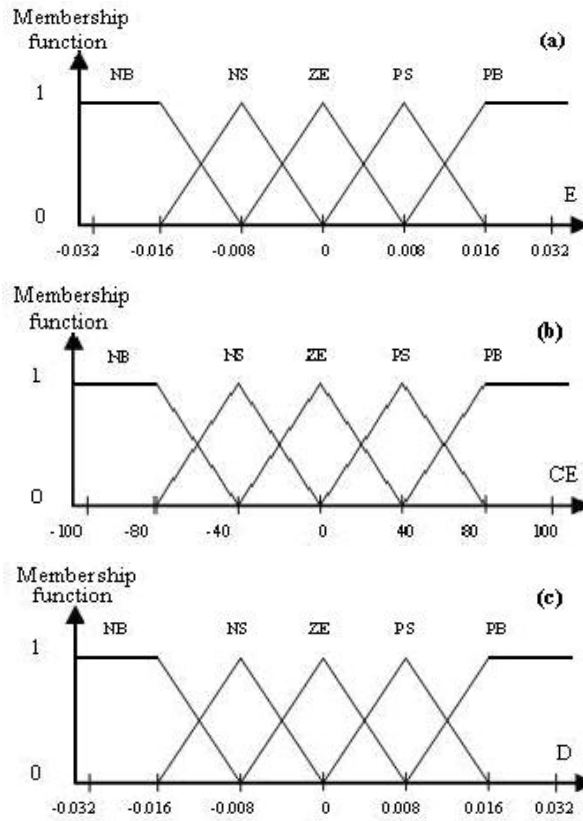 Membership
function
(a)
NB NS ZE PS PB
1
0
E
-0.032 -0.016 -0.008 0 0.008 0.016 0.032
Membership
function
(b)
NB NS ZE PS PB
1
0
CE
-100 -80 -40 0 40 80 100
Membership
function
(c)
NB NS ZE PS PB
1
0
D
-0.032 -0.016 -0.008 0 0.008 0.016 0.032